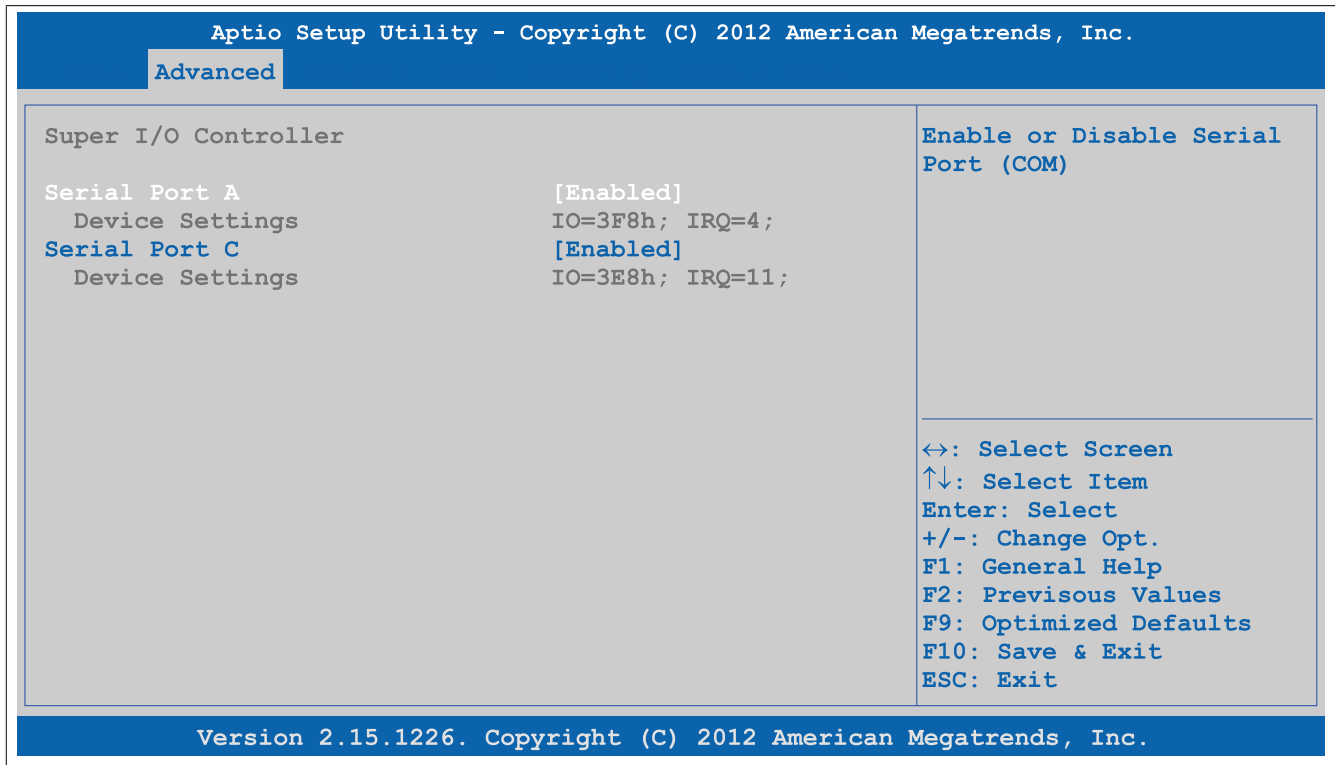 Aptio Setup Utility - Copyright (C) 2012 American Megatrends, Inc.
Advanced
Super I/O Controller
Serial Port A [Enabled]
Device Settings IO=3F8h; IRQ=4;
Serial Port C [Enabled]
Device Settings IO=3E8h; IRQ=11;
Enable or Disable Serial
Port (COM)
↔: Select Screen
↑↓: Select Item
Enter: Select
+/-: Change Opt.
F1: General Help
F2: Previsous Values
F9: Optimized Defaults
F10: Save & Exit
ESC: Exit
Version 2.15.1226. Copyright (C) 2012 American Megatrends, Inc.